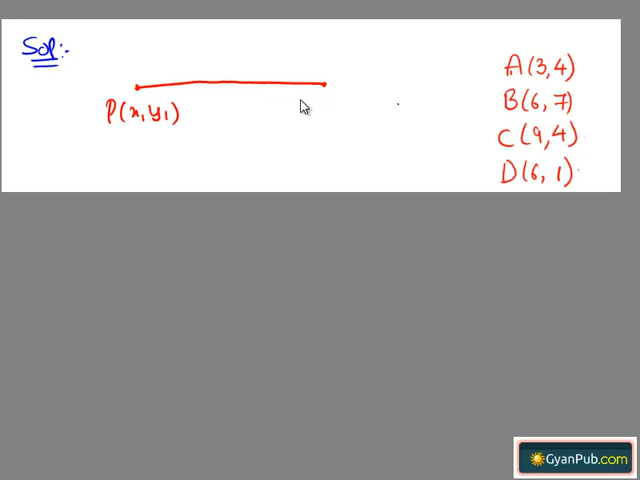 Sol:-
P(x, y1)
A(3,4)
B(6,7)
C(9,4)
D(6,1)
GyanPub.com